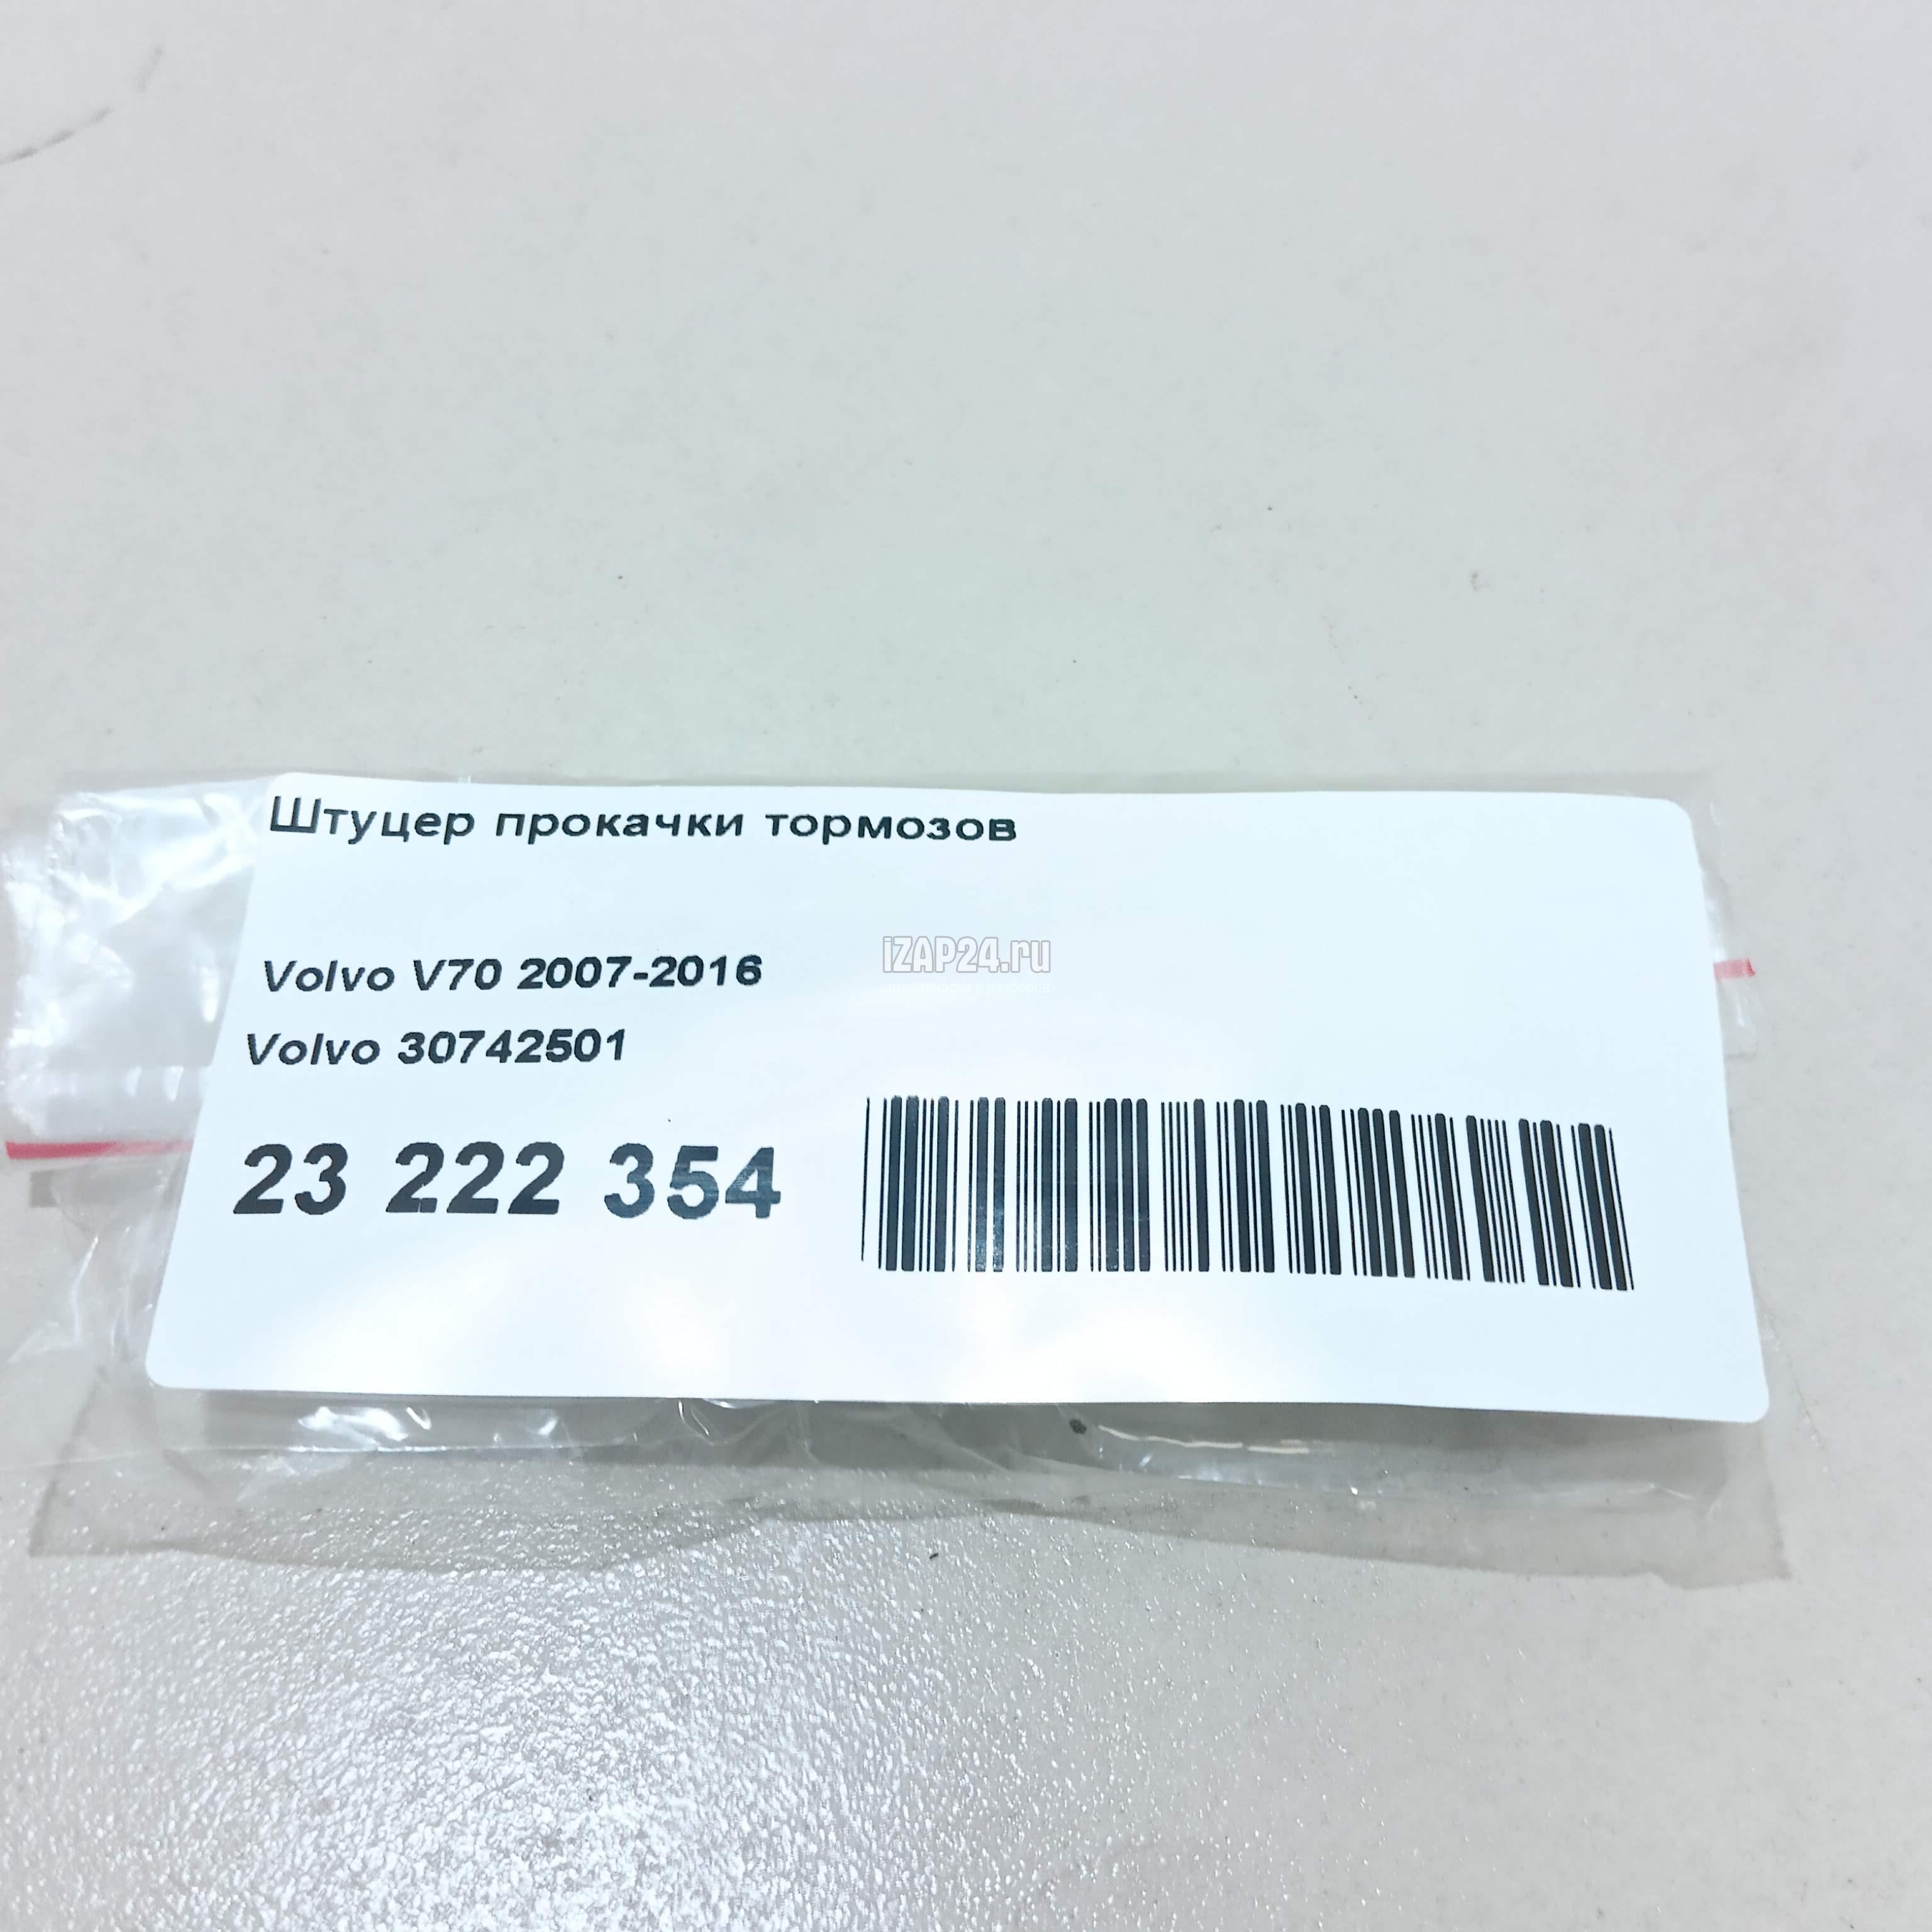 Штуцер прокачки тормозов
iZAP24.ru
Volvo V70 2007-2016
Volvo 30742501
23 222 354